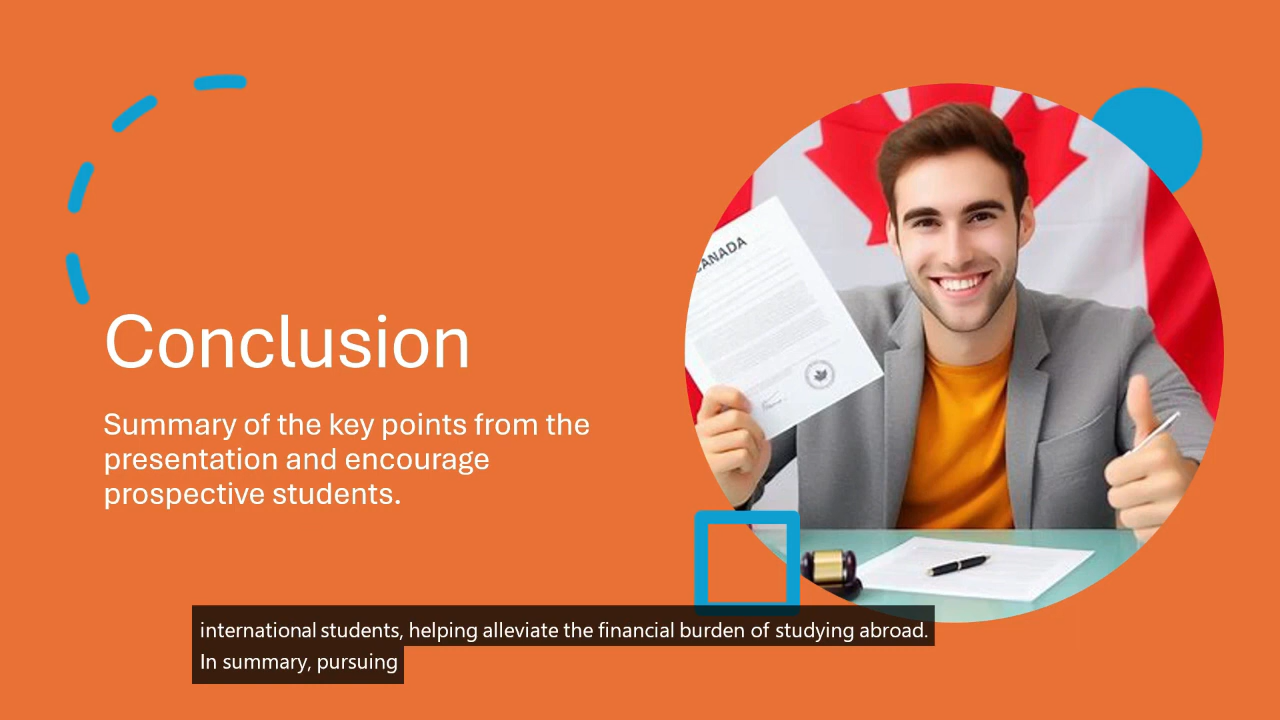 CANADA
Conclusion
Summary of the key points from the
presentation and encourage
prospective students.
international students, helping alleviate the financial burden of studying abroad.
In summary, pursuing